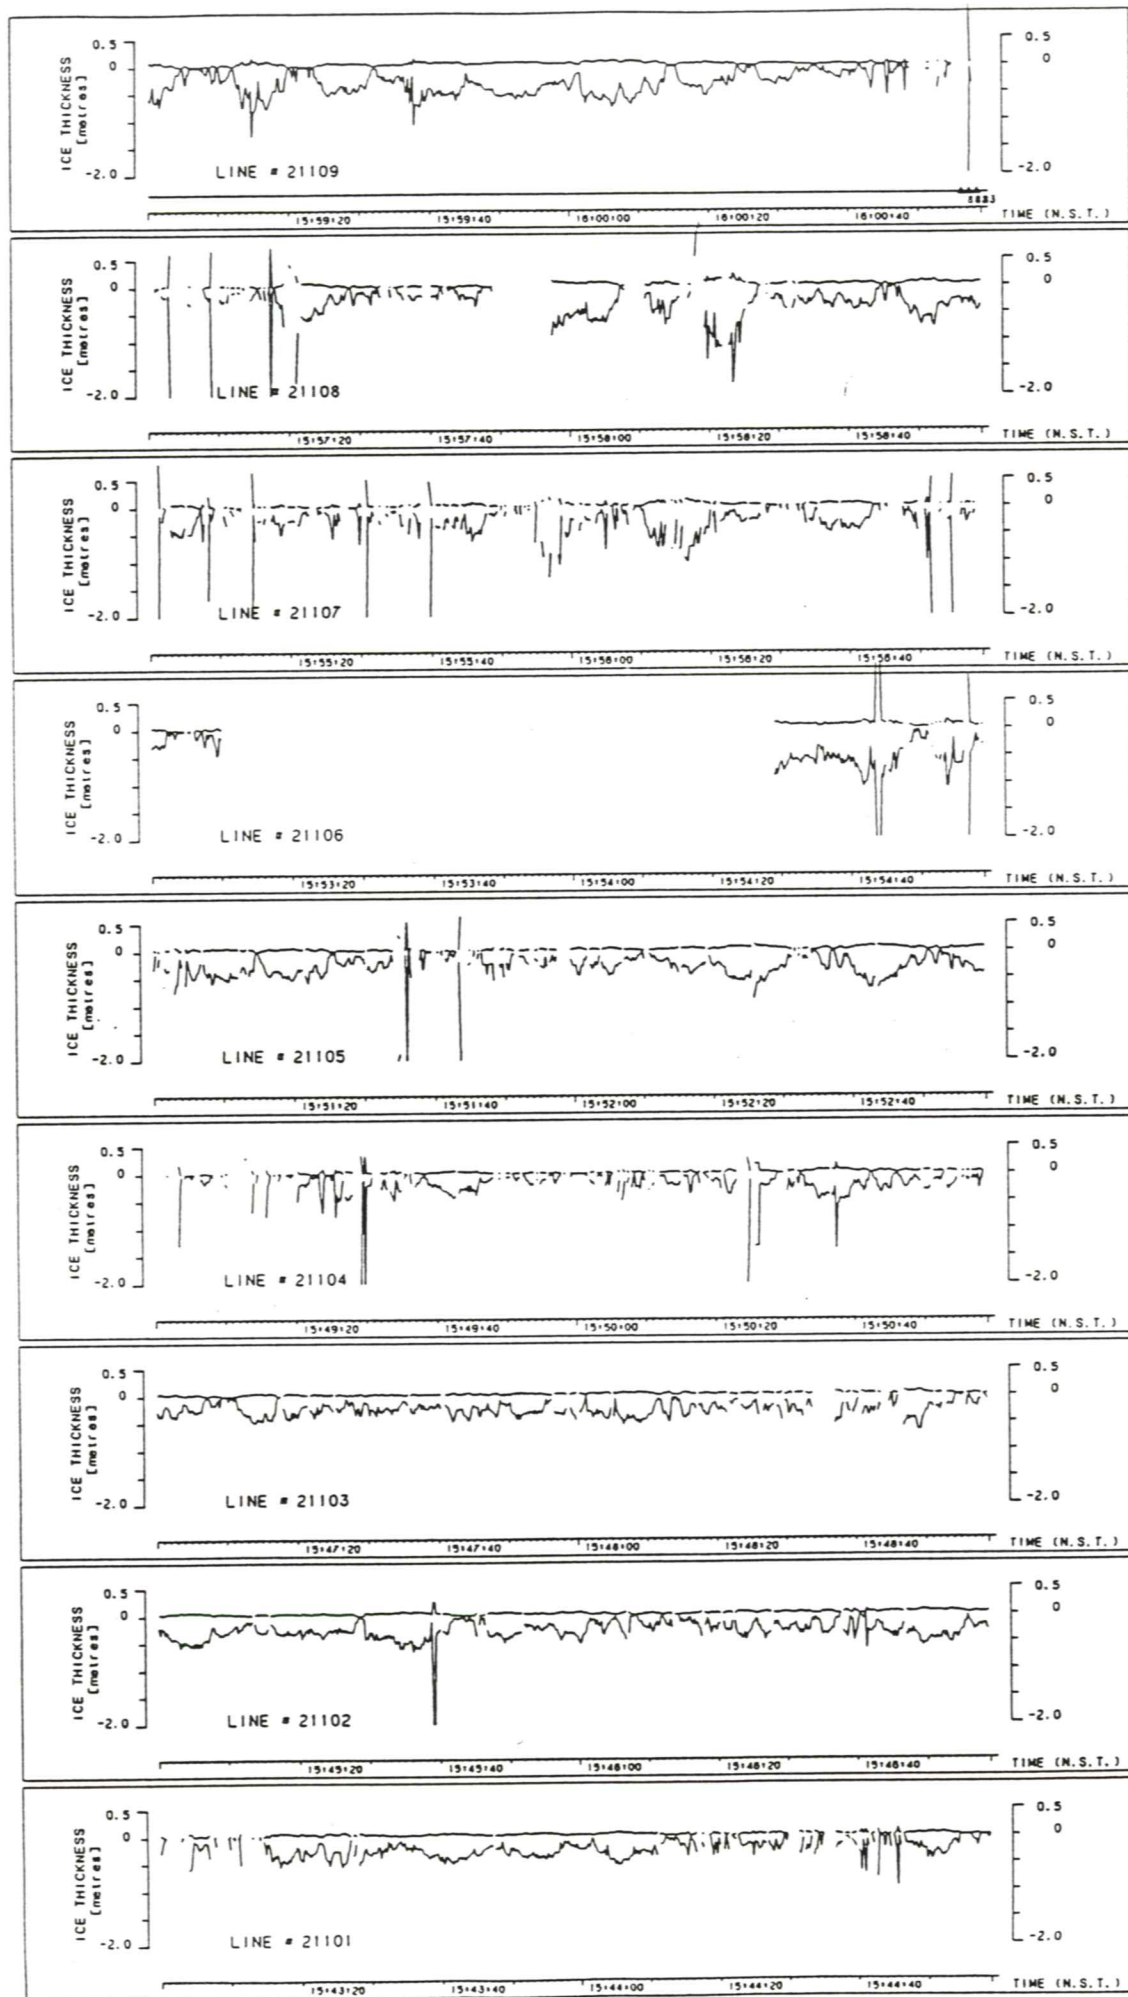 0.5 0.5
0 0
ICE THICKNESS
[metres]
-2.0 -2.0
LINE # 21109
8883
15:59:20 15:59:40 16:00:00 16:00:20 16:00:40 TIME (N.S.T.)
0.5 0.5
0 0
ICE THICKNESS
[metres]
-2.0 -2.0
LINE # 21108
15:57:20 15:57:40 15:58:00 15:58:20 15:58:40 TIME (N.S.T.)
0.5 0.5
0 0
ICE THICKNESS
[metres]
-2.0 -2.0
LINE # 21107
15:55:20 15:55:40 15:56:00 15:56:20 15:56:40 TIME (N.S.T.)
0.5 0.5
0 0
ICE THICKNESS
[metres]
-2.0 -2.0
LINE # 21106
15:53:20 15:53:40 15:54:00 15:54:20 15:54:40 TIME (N.S.T.)
0.5 0.5
0 0
ICE THICKNESS
[metres]
-2.0 -2.0
LINE # 21105
15:51:20 15:51:40 15:52:00 15:52:20 15:52:40 TIME (N.S.T.)
0.5 0.5
0 0
ICE THICKNESS
[metres]
-2.0 -2.0
LINE # 21104
15:49:20 15:49:40 15:50:00 15:50:20 15:50:40 TIME (N.S.T.)
0.5 0.5
0 0
ICE THICKNESS
[metres]
-2.0 -2.0
LINE # 21103
15:47:20 15:47:40 15:48:00 15:48:20 15:48:40 TIME (N.S.T.)
0.5 0.5
0 0
ICE THICKNESS
[metres]
-2.0 -2.0
LINE # 21102
15:45:20 15:45:40 15:46:00 15:46:20 15:46:40 TIME (N.S.T.)
0.5 0.5
0 0
ICE THICKNESS
[metres]
-2.0 -2.0
LINE # 21101
15:43:20 15:43:40 15:44:00 15:44:20 15:44:40 TIME (N.S.T.)